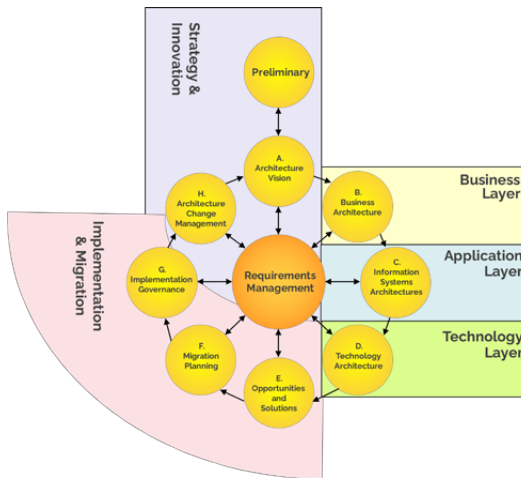 Strategy &
Innovation
Preliminary
A.
Architecture
Vision
H.
Architecture
Change
Management
B.
Business
Architecture
Business
Layer
Implementation
& Migration
G.
Implementation
Governance
Requirements
Management
C.
Information
Systems
Architectures
Application
Layer
F.
Migration
Planning
D.
Technology
Architecture
Technology
Layer
E.
Opportunities
and
Solutions